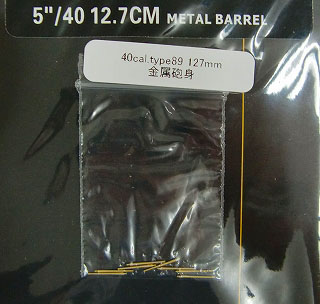 5"/40 12.7CM METAL BARREL
40cal.type89 127mm
金属砲身